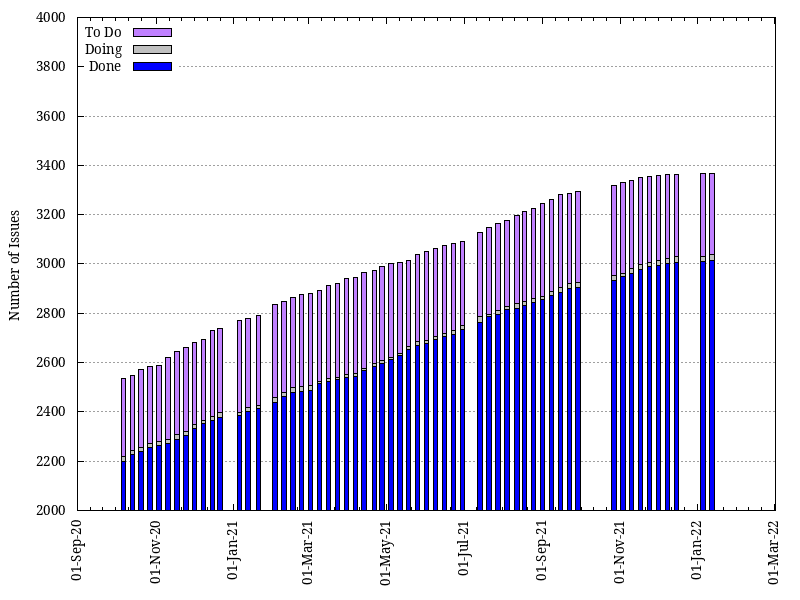 4000
3800
3600
3400
3200
3000
2800
2600
2400
2200
2000
Number of Issues
To Do
Doing
Done
01-Sep-20
01-Nov-20
01-Jan-21
01-Mar-21
01-May-21
01-Jul-21
01-Sep-21
01-Nov-21
01-Jan-22
01-Mar-22